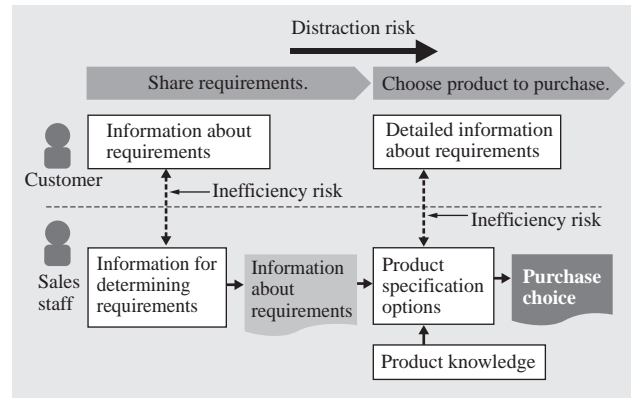 Distraction risk
Share requirements.
Choose product to purchase.
Information about
requirements
Detailed information
about requirements
Customer
Inefficiency risk
Inefficiency risk
Sales
staff
Information for
determining
requirements
Information
about
requirements
Product
specification
options
Purchase
choice
Product knowledge